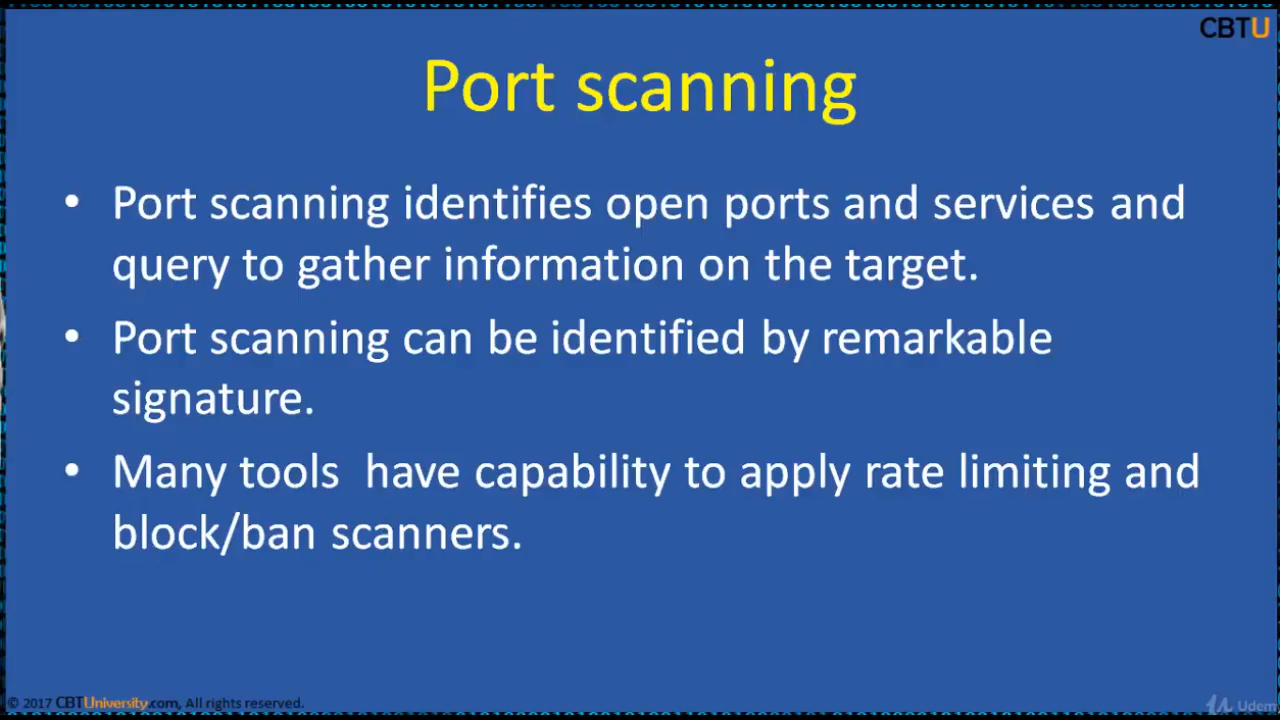 CBTU
Port scanning
• Port scanning identifies open ports and services and
query to gather information on the target.
• Port scanning can be identified by remarkable
signature.
• Many tools  have capability to apply rate limiting and
block/ban scanners.
© 2017 CBTUniversity.com, All rights reserved.
Udem